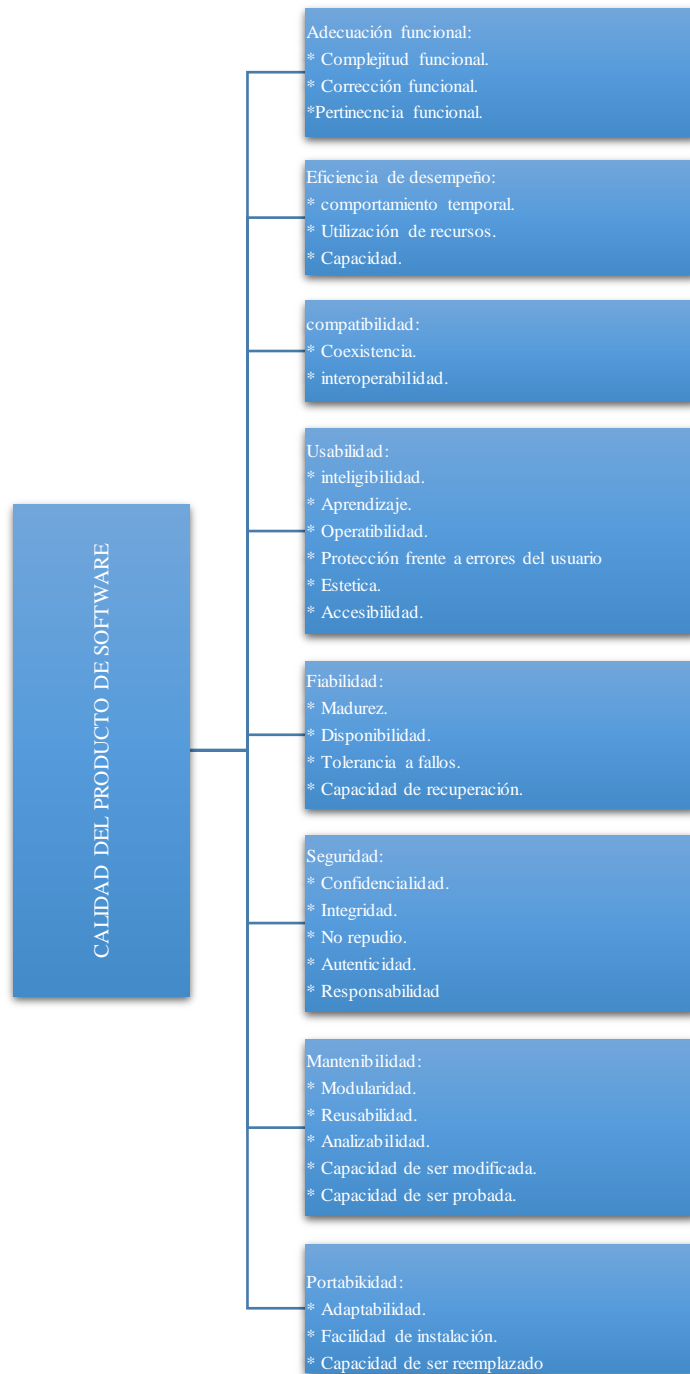 Adecuación funcional:
* Complejitud funcional.
* Corrección funcional.
*Pertinecncia funcional.
Eficiencia de desempeño:
* comportamiento temporal.
* Utilización de recursos.
* Capacidad.
compatibilidad:
* Coexistencia.
* interoperabilidad.
Usabilidad:
* inteligibilidad.
* Aprendizaje.
* Operatibilidad.
* Protección frente a errores del usuario
* Estetica.
* Accesibilidad.
CALIDAD DEL PRODUCTO DE SOFTWARE
Fiabilidad:
* Madurez.
* Disponibilidad.
* Tolerancia a fallos.
* Capacidad de recuperación.
Seguridad:
* Confidencialidad.
* Integridad.
* No repudio.
* Autenticidad.
* Responsabilidad
Mantenibilidad:
* Modularidad.
* Reusabilidad.
* Analizabilidad.
* Capacidad de ser modificada.
* Capacidad de ser probada.
Portabikidad:
* Adaptabilidad.
* Facilidad de instalación.
* Capacidad de ser reemplazado